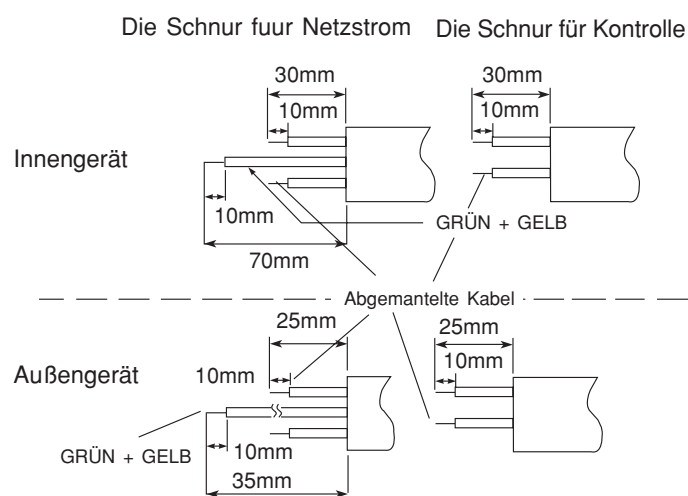 Die Schnur fuur Netzstrom
Die Schnur für Kontrolle
30mm
30mm
10mm
10mm
Innengerät
10mm
GRÜN + GELB
70mm
Abgemantelte Kabel
25mm
25mm
10mm
10mm
Außengerät
10mm
GRÜN + GELB
35mm